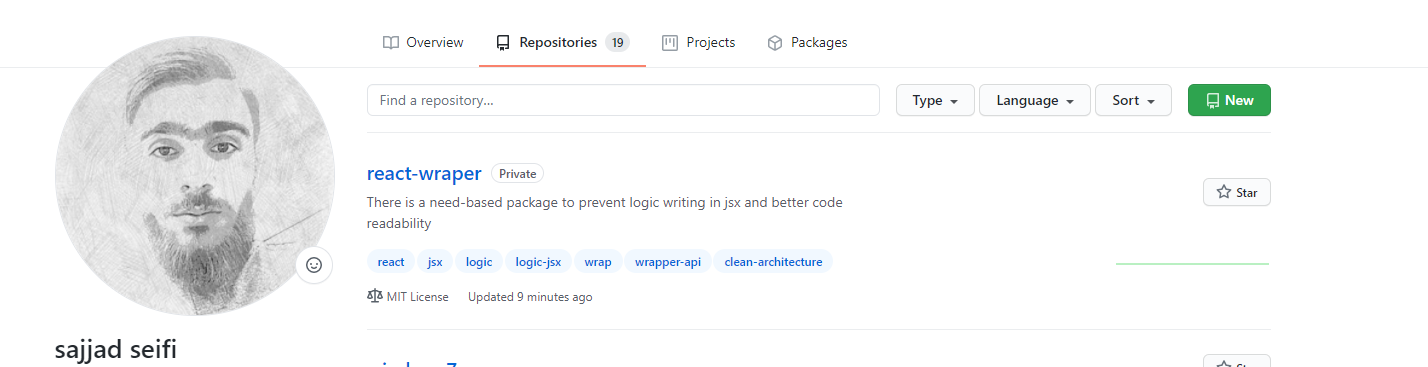 Overview Repositories 19 Projects Packages
Find a repository... Type Language Sort New
react-wraper Private
Star
There is a need-based package to prevent logic writing in jsx and better code
readability
react jsx logic logic-jsx wrap wrapper-api clean-architecture
MIT License Updated 9 minutes ago
sajjad seifi